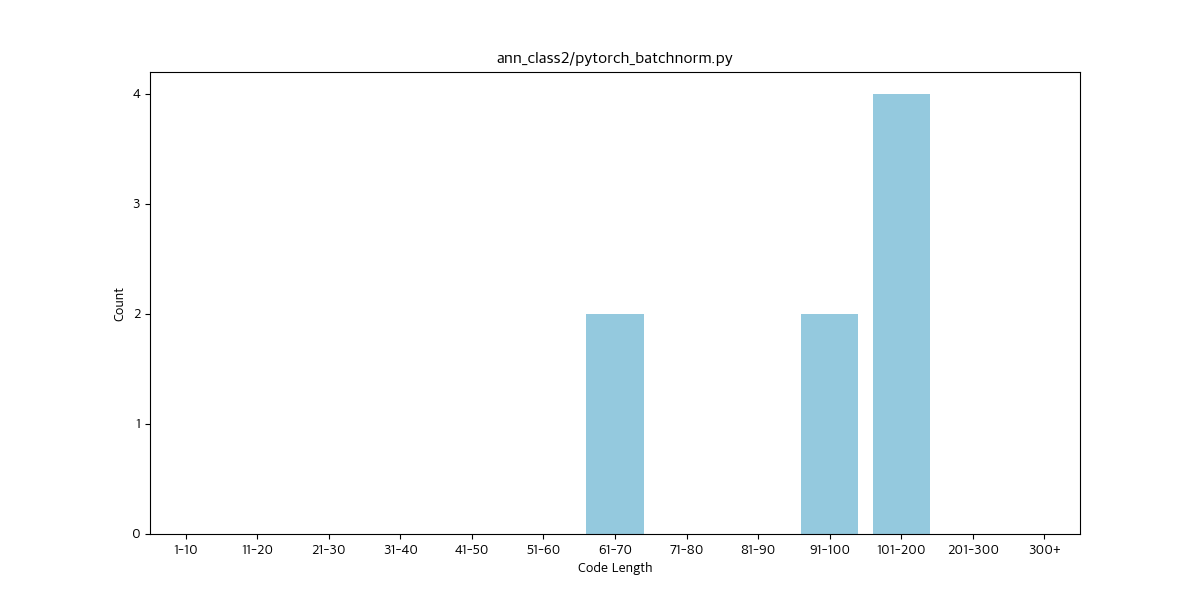 ann_class2/pytorch_batchnorm.py
4
3
2
1
0
Count
1-10 11-20 21-30 31-40 41-50 51-60 61-70 71-80 81-90 91-100 101-200 201-300 300+
Code Length